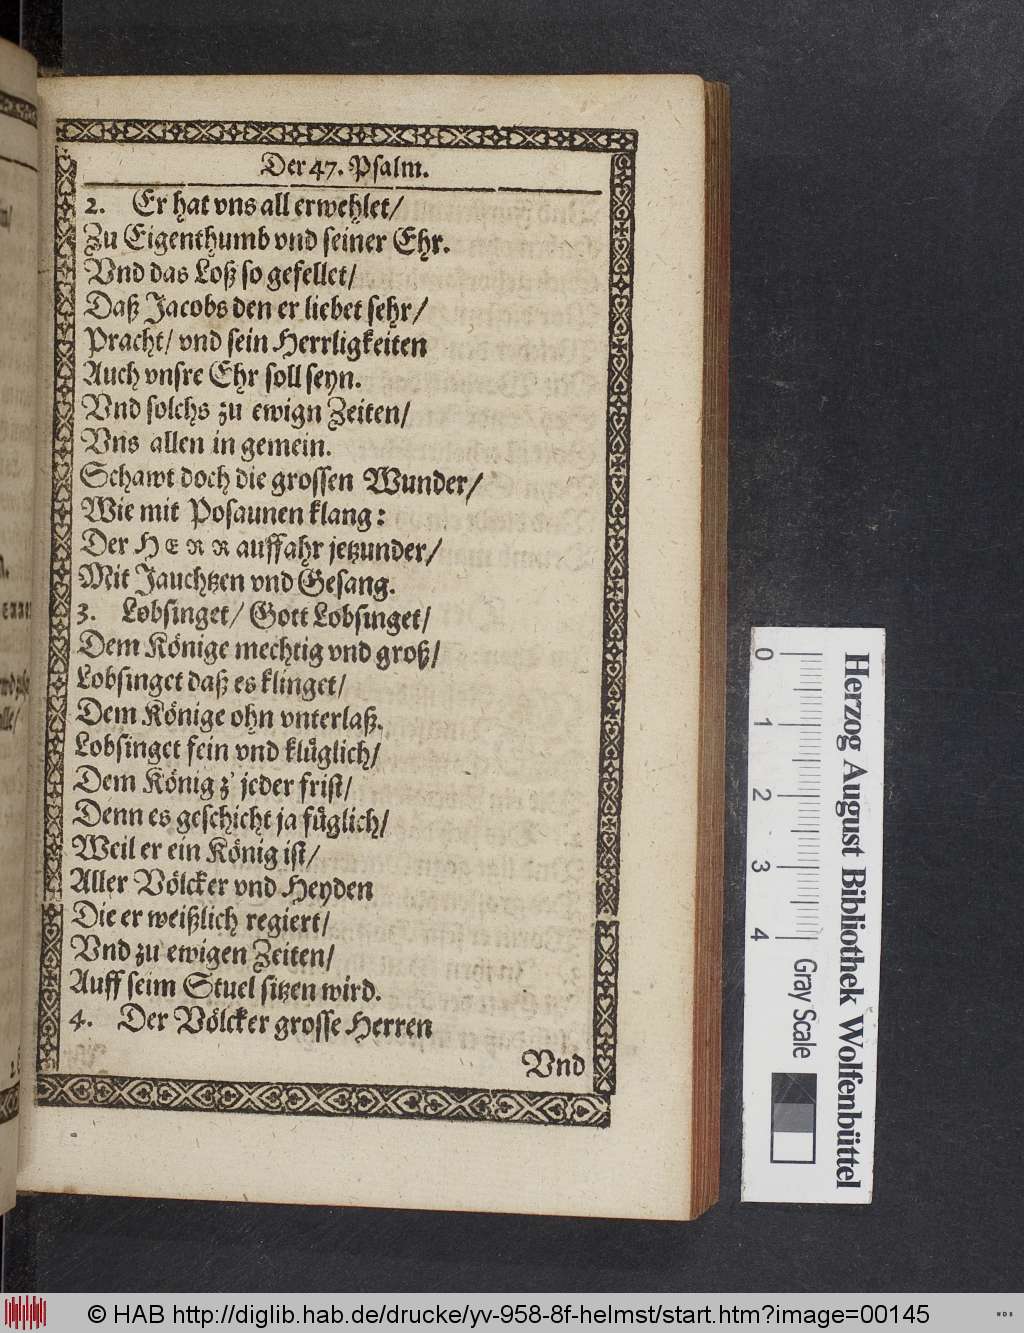 Der 47. Psalm.
2. Er hat vns all erwehlet/
Zu Eigenthumb vnd seiner Ehr.
Vnd das Loß so gefellet/
Daß Jacobs den er liebet sehr/
Pracht/ vnd sein Herrligkeiten
Auch vnsre Ehr soll seyn.
Vnd solchs zu ewign Zeiten/
Vns allen in gemein.
Schawt doch die grossen Wunder/
Wie mit Posaunen klang:
Der HERR auffahr jetzunder/
Mit Jauchtzen vnd Gesang.
3. Lobsinget/ Gott Lobsinget/
Dem Könige mechtig vnd groß/
Lobsinget daß es klinget/
Dem Könige ohn vnterlaß.
Lobsinget fein vnd klüglich/
Dem König z' jeder frist/
Denn es geschicht ja füglich/
Weil er ein König ist/
Aller Völcker vnd Heyden
Die er weißlich regiert/
Vnd zu ewigen Zeiten/
Auff seim Stuel sitzen wird.
4. Der Völcker grosse Herren
Vnd
0 1 2 3 4
Gray Scale
Herzog August Bibliothek Wolfenbüttel
© HAB http://diglib.hab.de/drucke/yv-958-8f-helmst/start.htm?image=00145